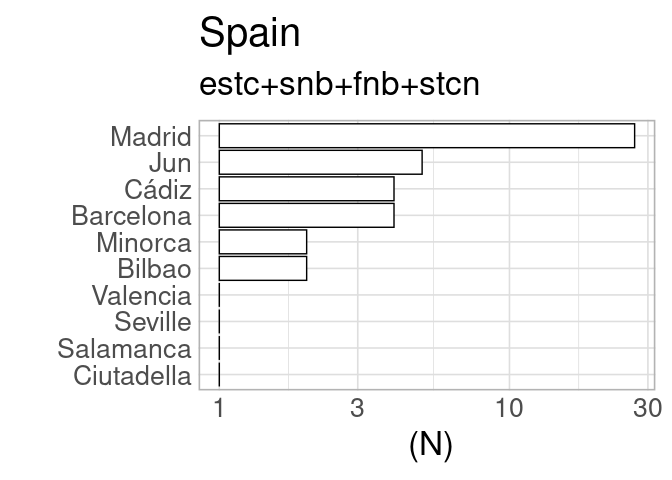 Spain
estc+snb+fnb+stcn
Madrid
Jun
Cádiz
Barcelona
Minorca
Bilbao
Valencia
Seville
Salamanca
Ciutadella
1 3 10 30
(N)